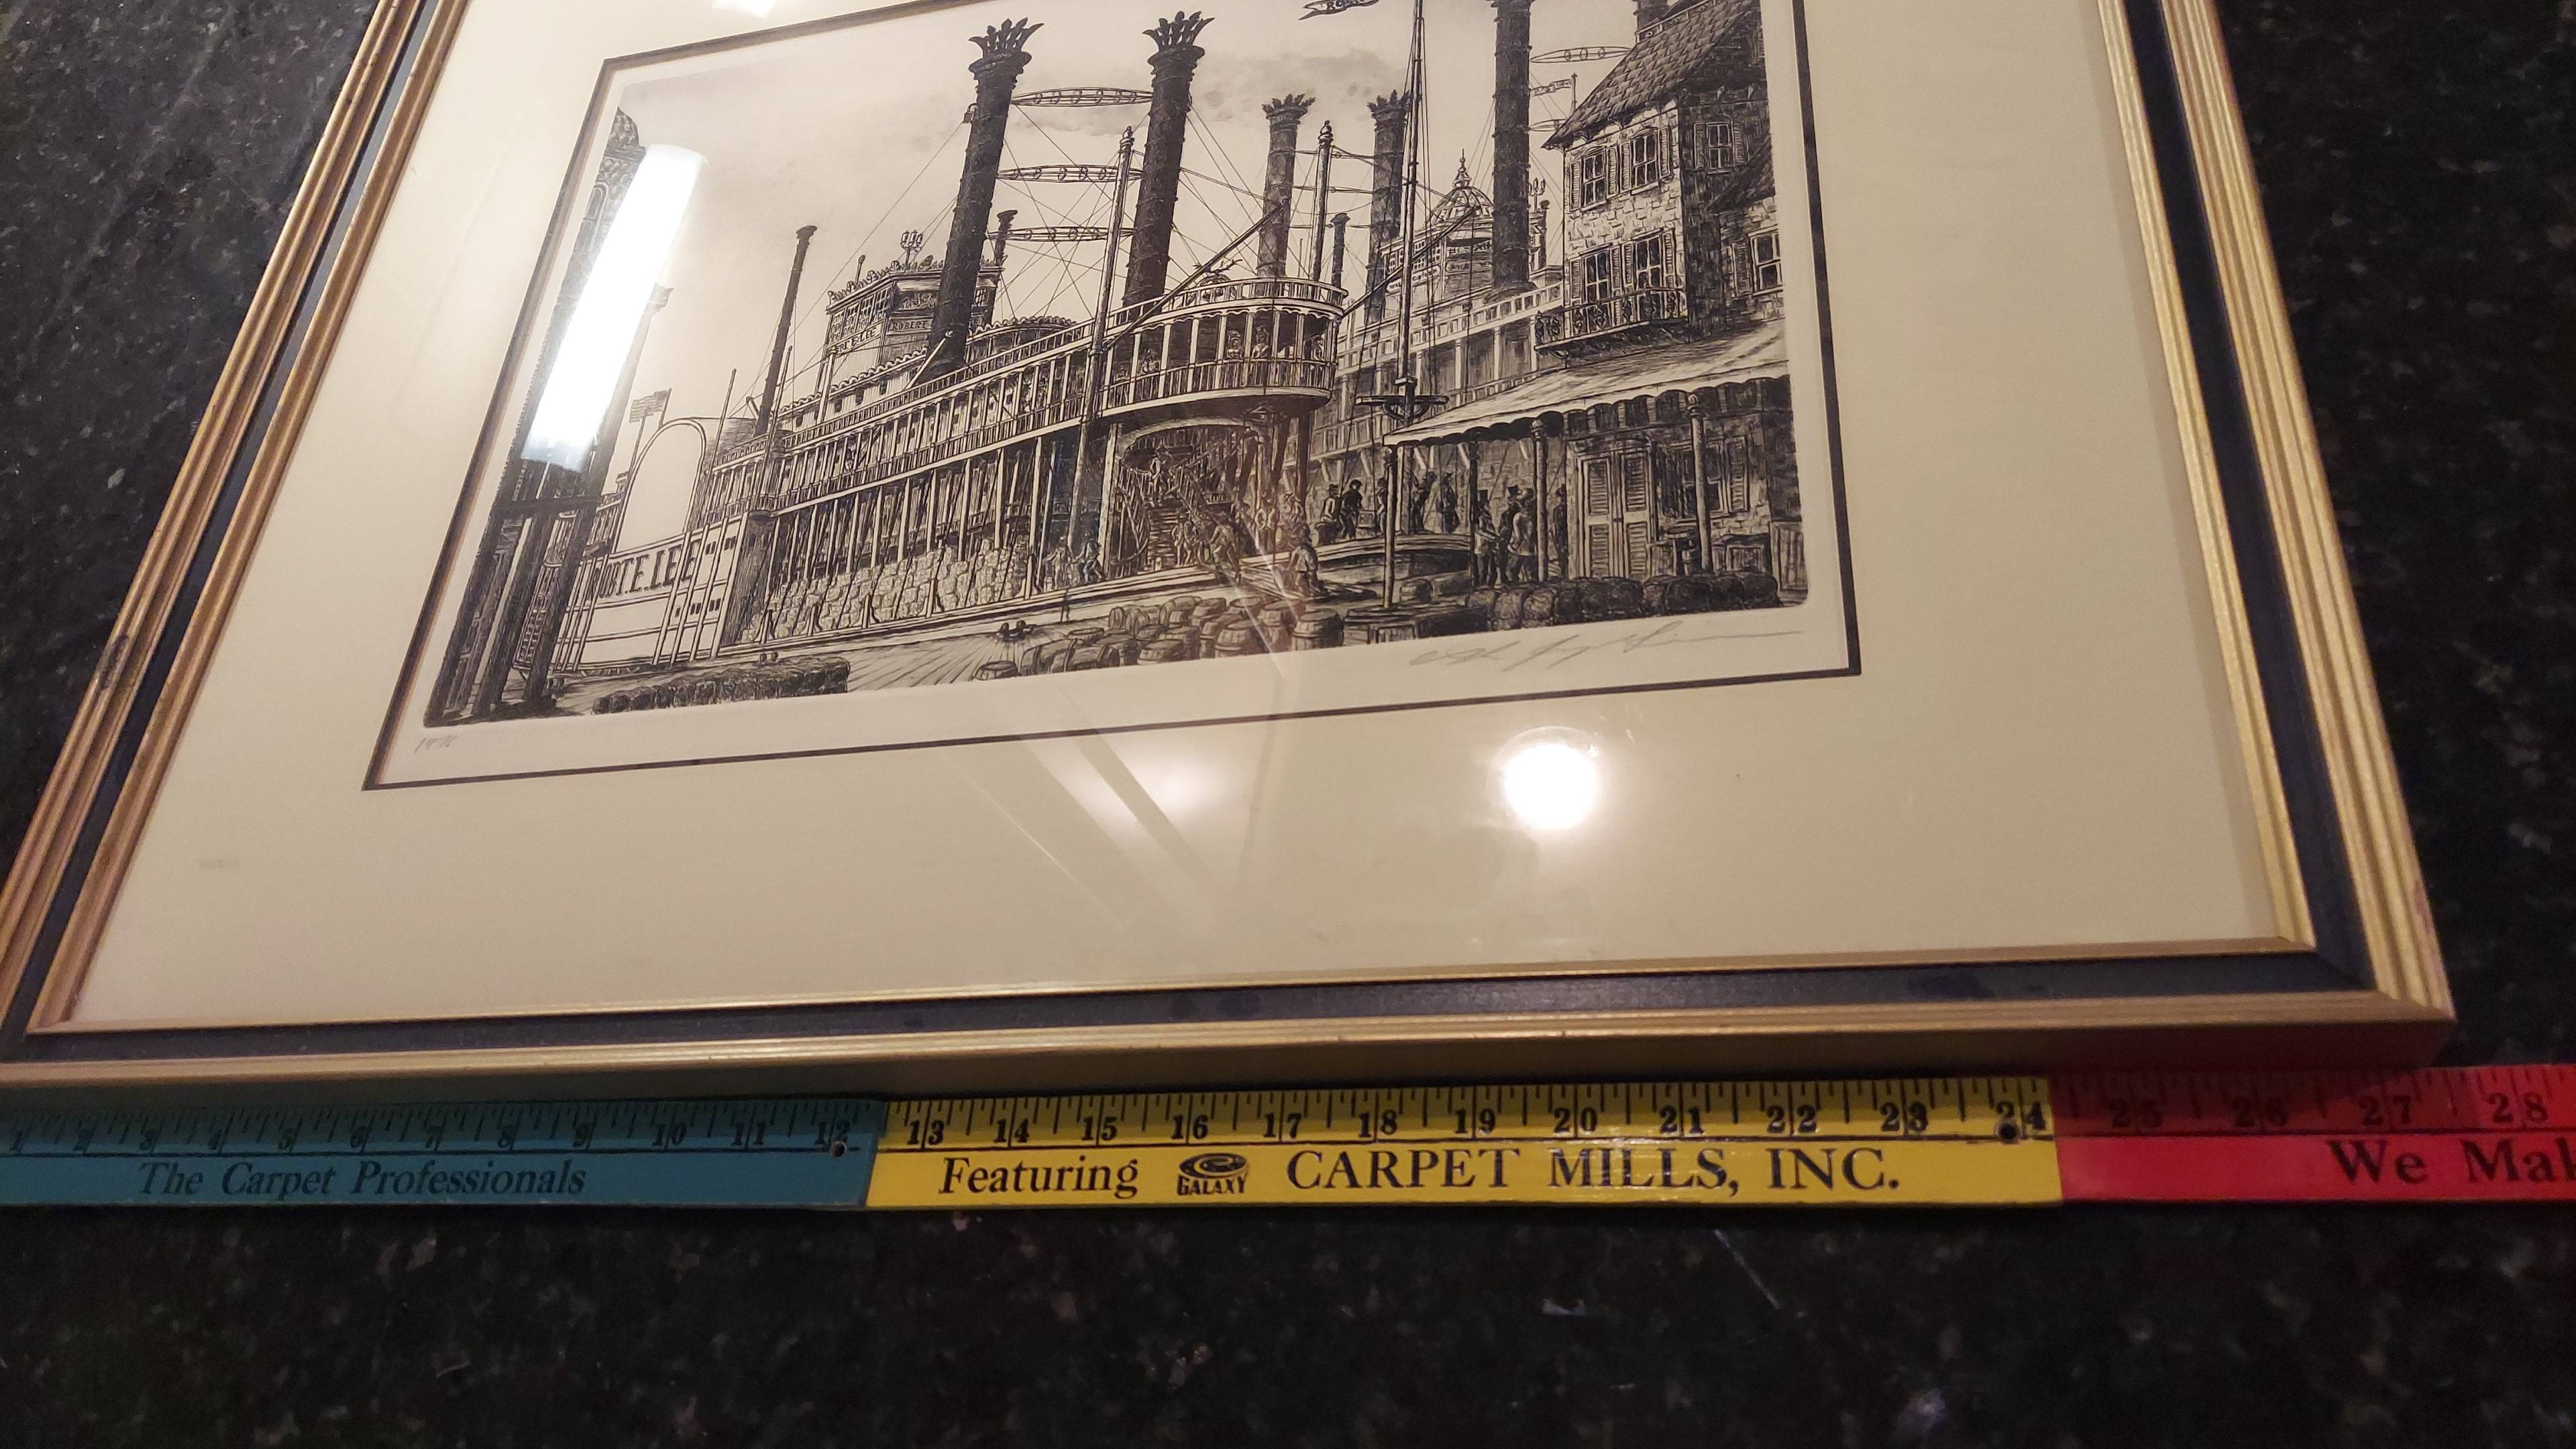 ROBERT
E. LEE
ROBT. E. LEE
1 2 3 4 5 6 7 8 9 10 11 12 13 14 15 16 17 18 19 20 21 22 23 24 25 26 27 28
The Carpet Professionals Featuring GALAXY CARPET MILLS, INC. We Mak